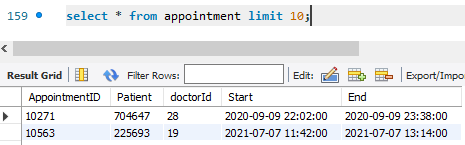 159 select * from appointment limit 10;
Result Grid Filter Rows: Edit: Export/Impor
AppointmentID Patient doctorId Start End
10271 704647 28 2020-09-09 22:02:00 2020-09-09 23:38:00
10563 225693 19 2021-07-07 11:42:00 2021-07-07 13:14:00